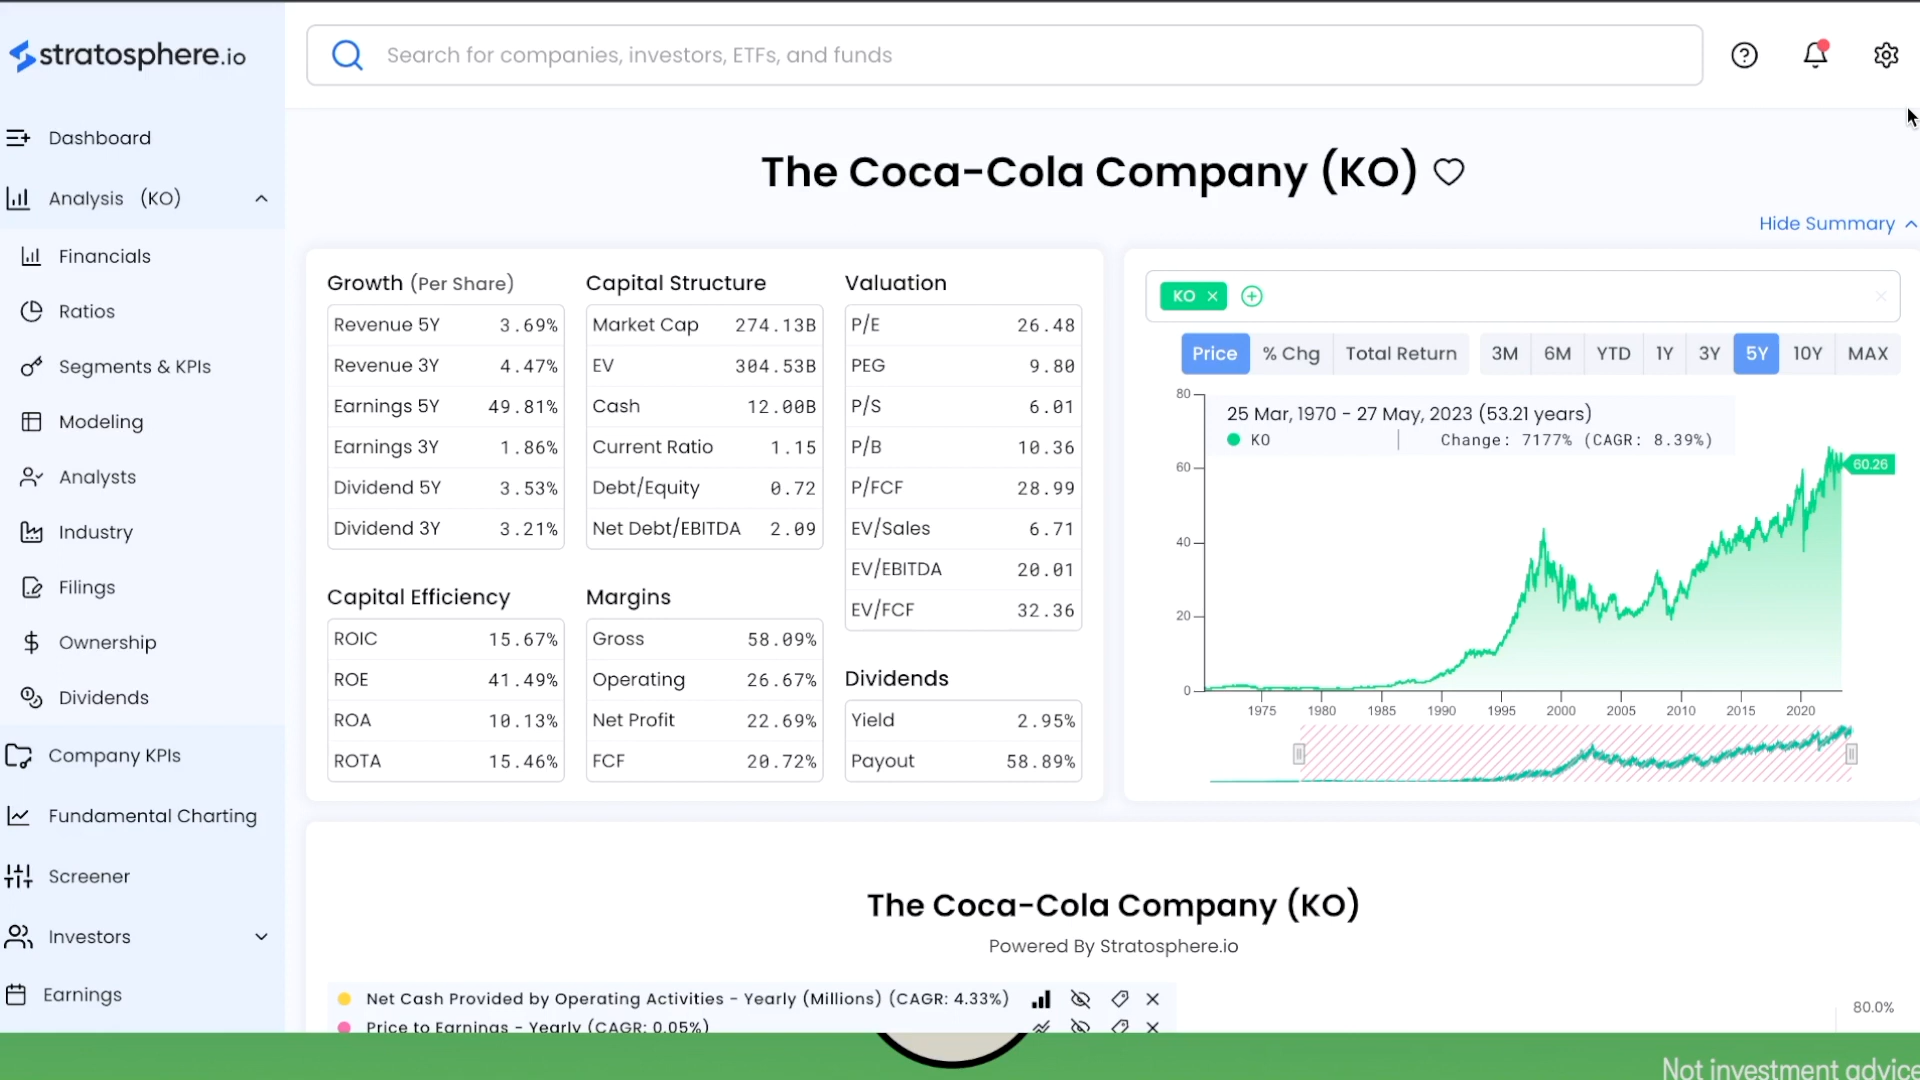 stratosphere.io
Search for companies, investors, ETFs, and funds
Dashboard
Analysis (KO)
Financials
Ratios
Segments & KPIs
Modeling
Analysts
Industry
Filings
Ownership
Dividends
Company KPIs
Fundamental Charting
Screener
Investors
Earnings
The Coca-Cola Company (KO)
Hide Summary
Growth (Per Share)
Revenue 5Y 3.69%
Revenue 3Y 4.47%
Earnings 5Y 49.81%
Earnings 3Y 1.86%
Dividend 5Y 3.53%
Dividend 3Y 3.21%
Capital Efficiency
ROIC 15.67%
ROE 41.49%
ROA 10.13%
ROTA 15.46%
Capital Structure
Market Cap 274.13B
EV 304.53B
Cash 12.00B
Current Ratio 1.15
Debt/Equity 0.72
Net Debt/EBITDA 2.09
Margins
Gross 58.09%
Operating 26.67%
Net Profit 22.69%
FCF 20.72%
Valuation
P/E 26.48
PEG 9.80
P/S 6.01
P/B 10.36
P/FCF 28.99
EV/Sales 6.71
EV/EBITDA 20.01
EV/FCF 32.36
Dividends
Yield 2.95%
Payout 58.89%
KO
Price % Chg Total Return 3M 6M YTD 1Y 3Y 5Y 10Y MAX
25 Mar, 1970 - 27 May, 2023 (53.21 years)
KO Change: 7177% (CAGR: 8.39%)
80
60
40
20
0
60.26
1975 1980 1985 1990 1995 2000 2005 2010 2015 2020
The Coca-Cola Company (KO)
Powered By Stratosphere.io
Net Cash Provided by Operating Activities - Yearly (Millions) (CAGR: 4.33%)
Price to Earnings - Yearly (CAGR: 0.05%)
80.0%
Not investment advice